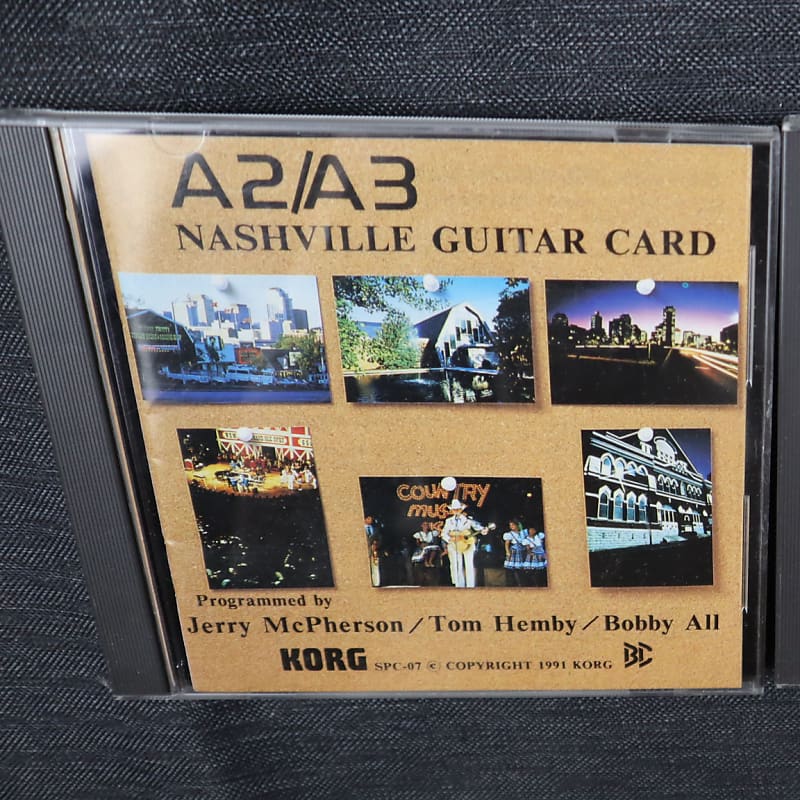 A2/A3
NASHVILLE GUITAR CARD
COUNTRY
music
Programmed by
Jerry McPherson／Tom Hemby／Bobby All
KORG SPC-07 © COPYRIGHT 1991 KORG